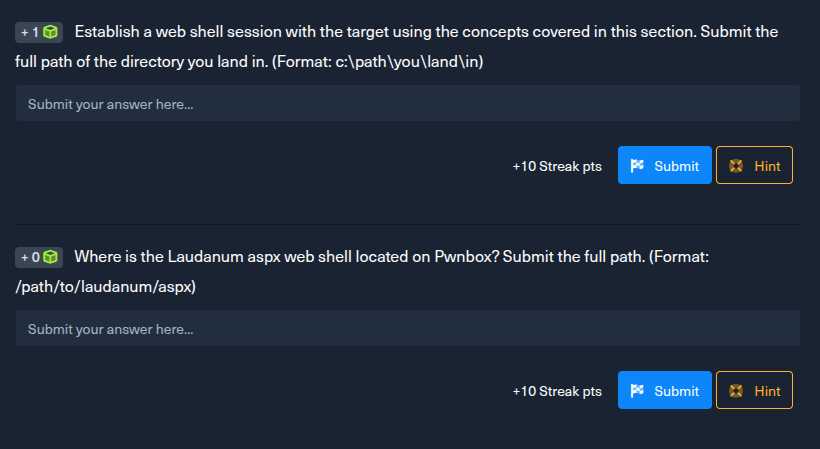 + 1 Establish a web shell session with the target using the concepts covered in this section. Submit the
full path of the directory you land in. (Format: c:\path\you\land\in)
Submit your answer here...
+10 Streak pts Submit Hint
+ 0 Where is the Laudanum aspx web shell located on Pwnbox? Submit the full path. (Format:
/path/to/laudanum/aspx)
Submit your answer here...
+10 Streak pts Submit Hint